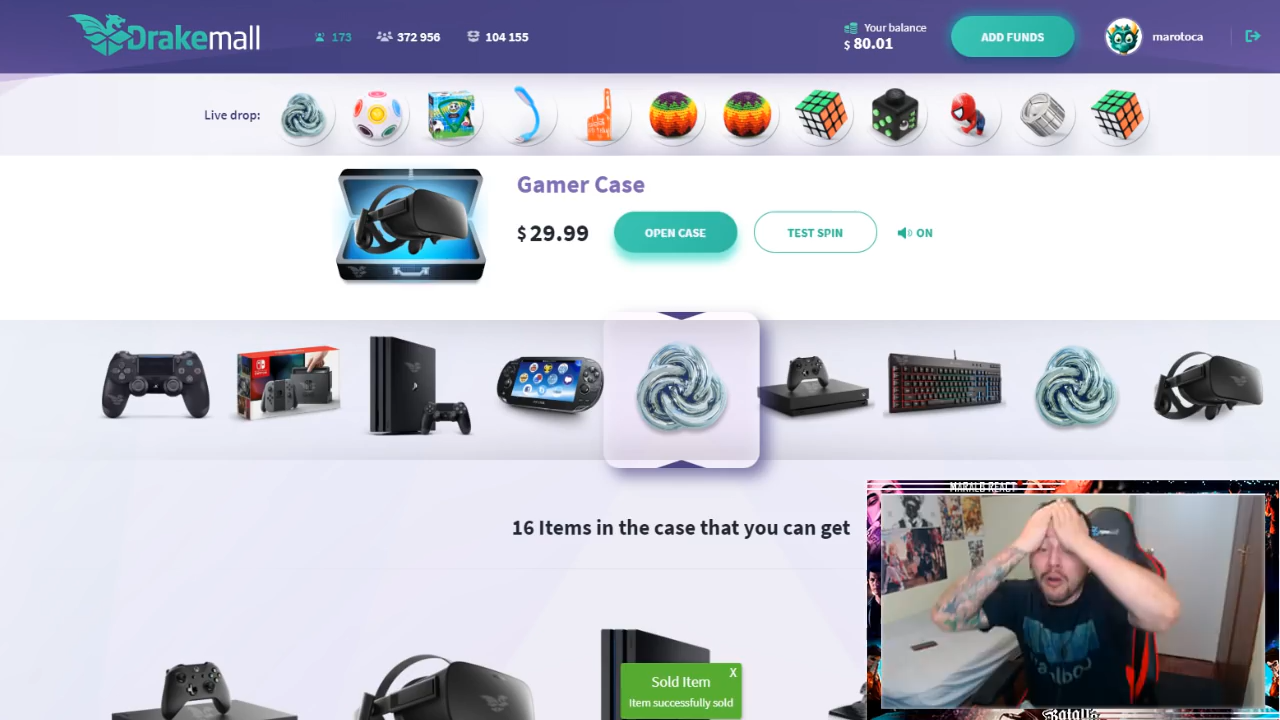 Drakemall
173
372 956
104 155
Your balance
$ 80.01
ADD FUNDS
marotoca
Live drop:
Gamer Case
$ 29.99
OPEN CASE
TEST SPIN
ON
16 Items in the case that you can get
Sold Item
X
Item successfully sold